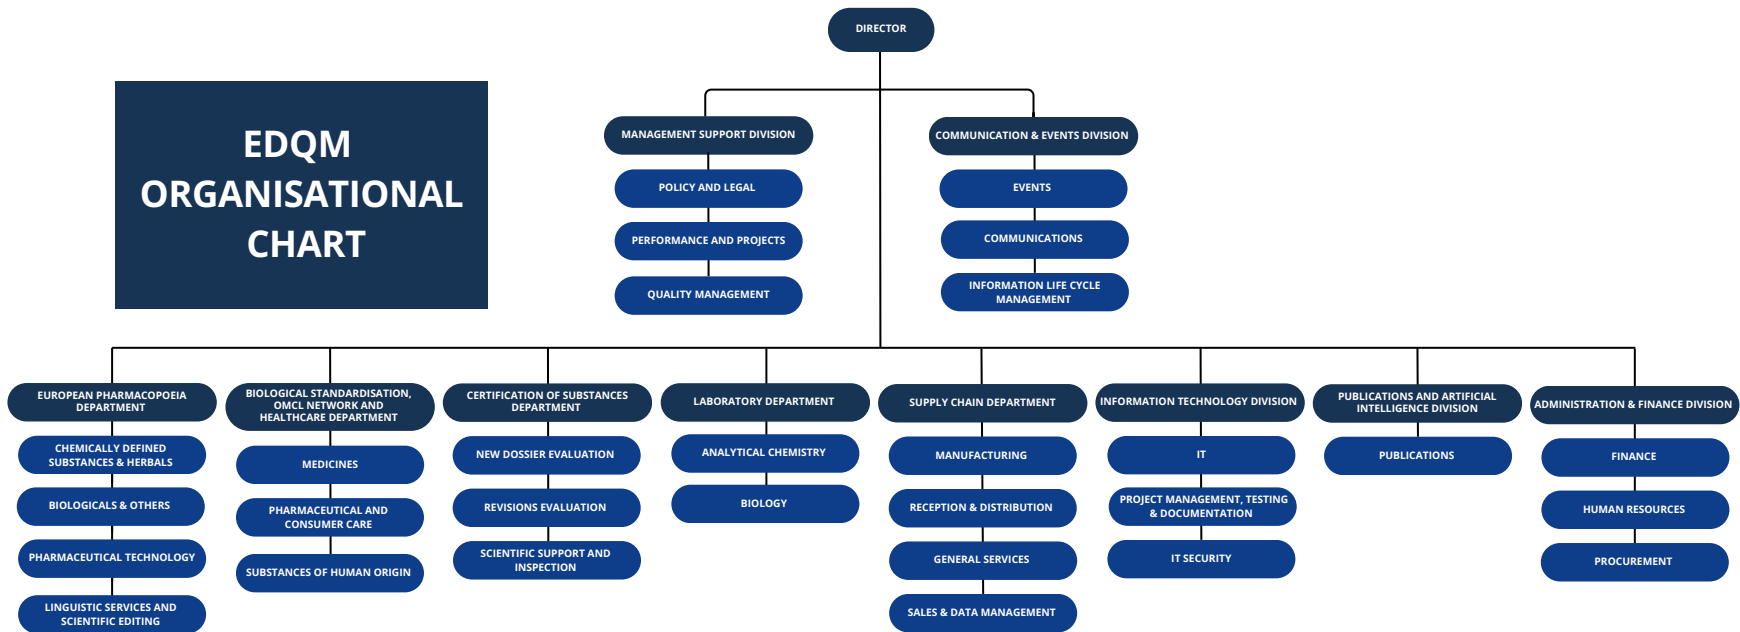 DIRECTOR
EDQM
ORGANISATIONAL
CHART
MANAGEMENT SUPPORT DIVISION
POLICY AND LEGAL
PERFORMANCE AND PROJECTS
QUALITY MANAGEMENT
COMMUNICATION & EVENTS DIVISION
EVENTS
COMMUNICATIONS
INFORMATION LIFE CYCLE
MANAGEMENT
EUROPEAN PHARMACOPOEIA
DEPARTMENT
CHEMICALLY DEFINED
SUBSTANCES & HERBALS
BIOLOGICALS & OTHERS
PHARMACEUTICAL TECHNOLOGY
LINGUISTIC SERVICES AND
SCIENTIFIC EDITING
BIOLOGICAL STANDARDISATION,
OMCL NETWORK AND
HEALTHCARE DEPARTMENT
MEDICINES
PHARMACEUTICAL AND
CONSUMER CARE
SUBSTANCES OF HUMAN ORIGIN
CERTIFICATION OF SUBSTANCES
DEPARTMENT
NEW DOSSIER EVALUATION
REVISIONS EVALUATION
SCIENTIFIC SUPPORT AND
INSPECTION
LABORATORY DEPARTMENT
ANALYTICAL CHEMISTRY
BIOLOGY
SUPPLY CHAIN DEPARTMENT
MANUFACTURING
RECEPTION & DISTRIBUTION
GENERAL SERVICES
SALES & DATA MANAGEMENT
INFORMATION TECHNOLOGY DIVISION
IT
PROJECT MANAGEMENT, TESTING
& DOCUMENTATION
IT SECURITY
PUBLICATIONS AND ARTIFICIAL
INTELLIGENCE DIVISION
PUBLICATIONS
ADMINISTRATION & FINANCE DIVISION
FINANCE
HUMAN RESOURCES
PROCUREMENT